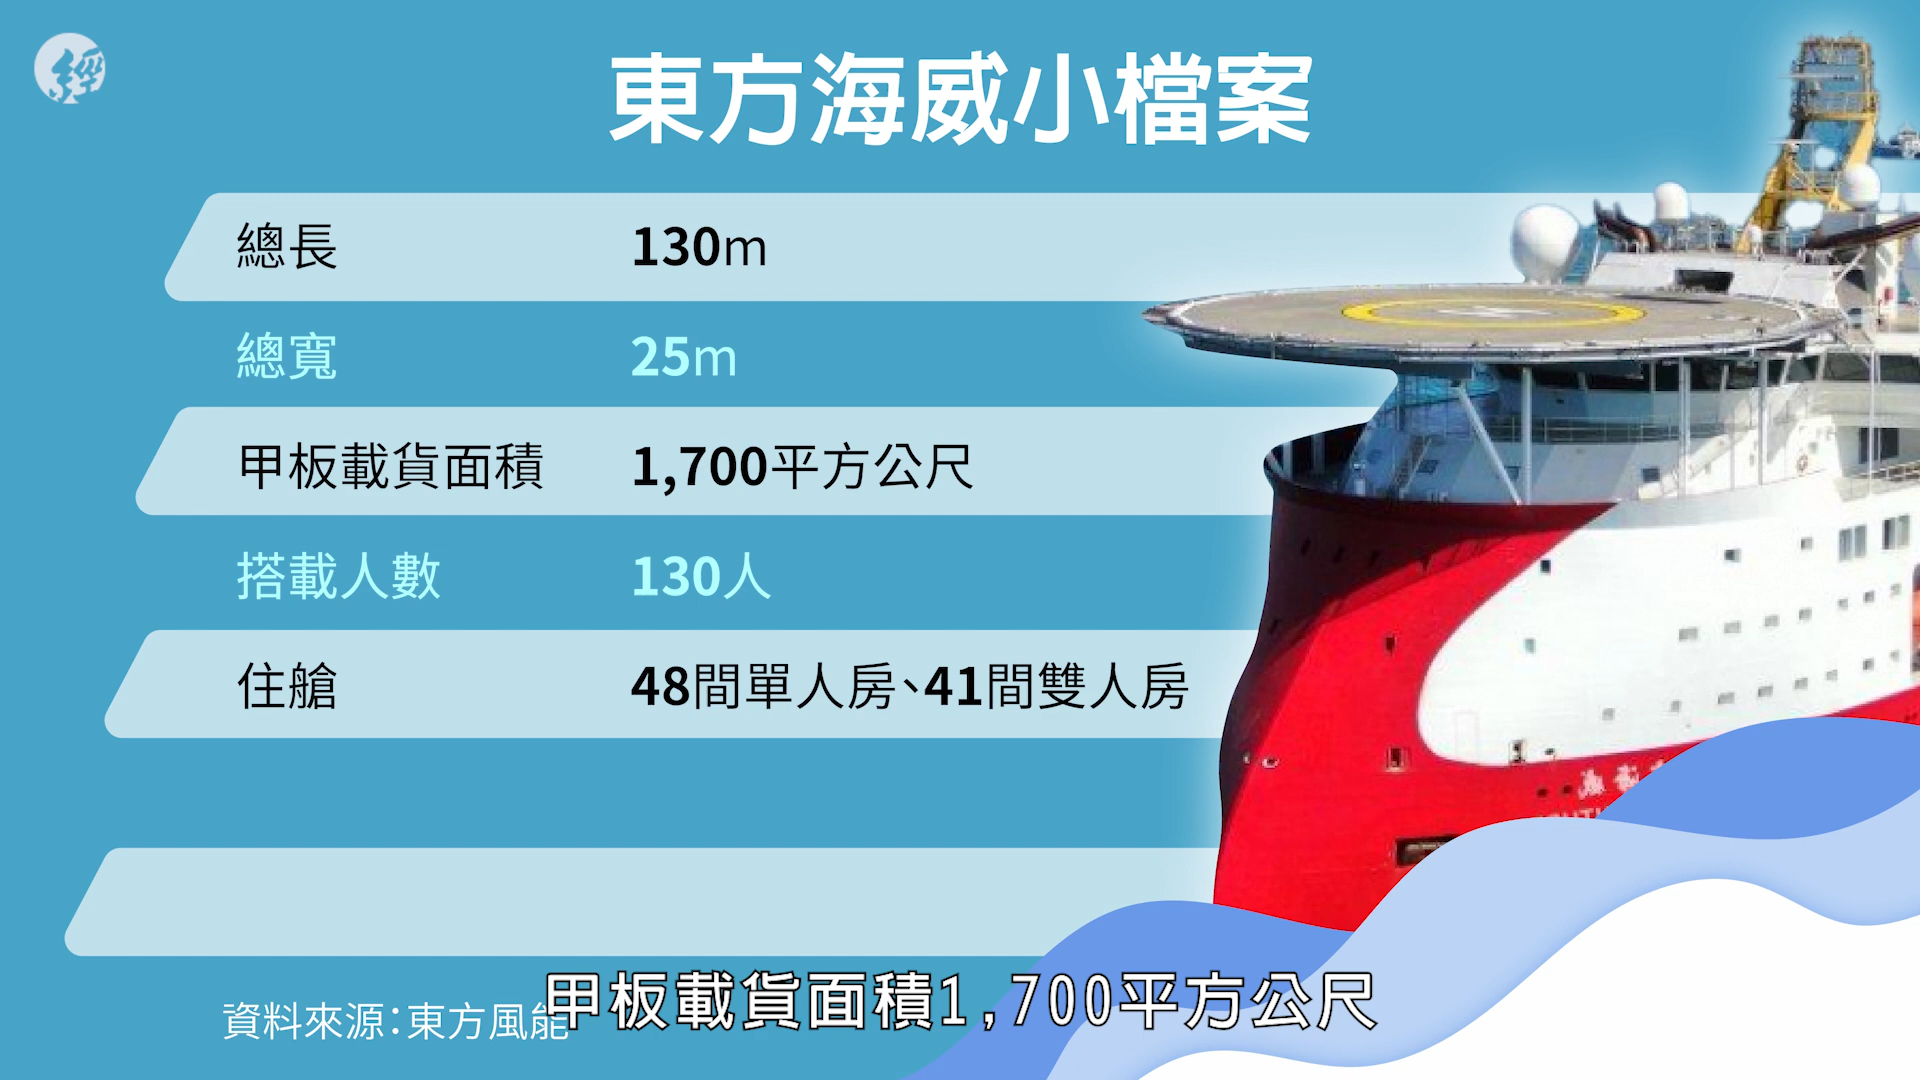 經
東方海威小檔案
總長 130m
總寬 25m
甲板載貨面積 1,700平方公尺
搭載人數 130人
住艙 48間單人房、41間雙人房
資料來源：東方風能
甲板載貨面積1,700平方公尺